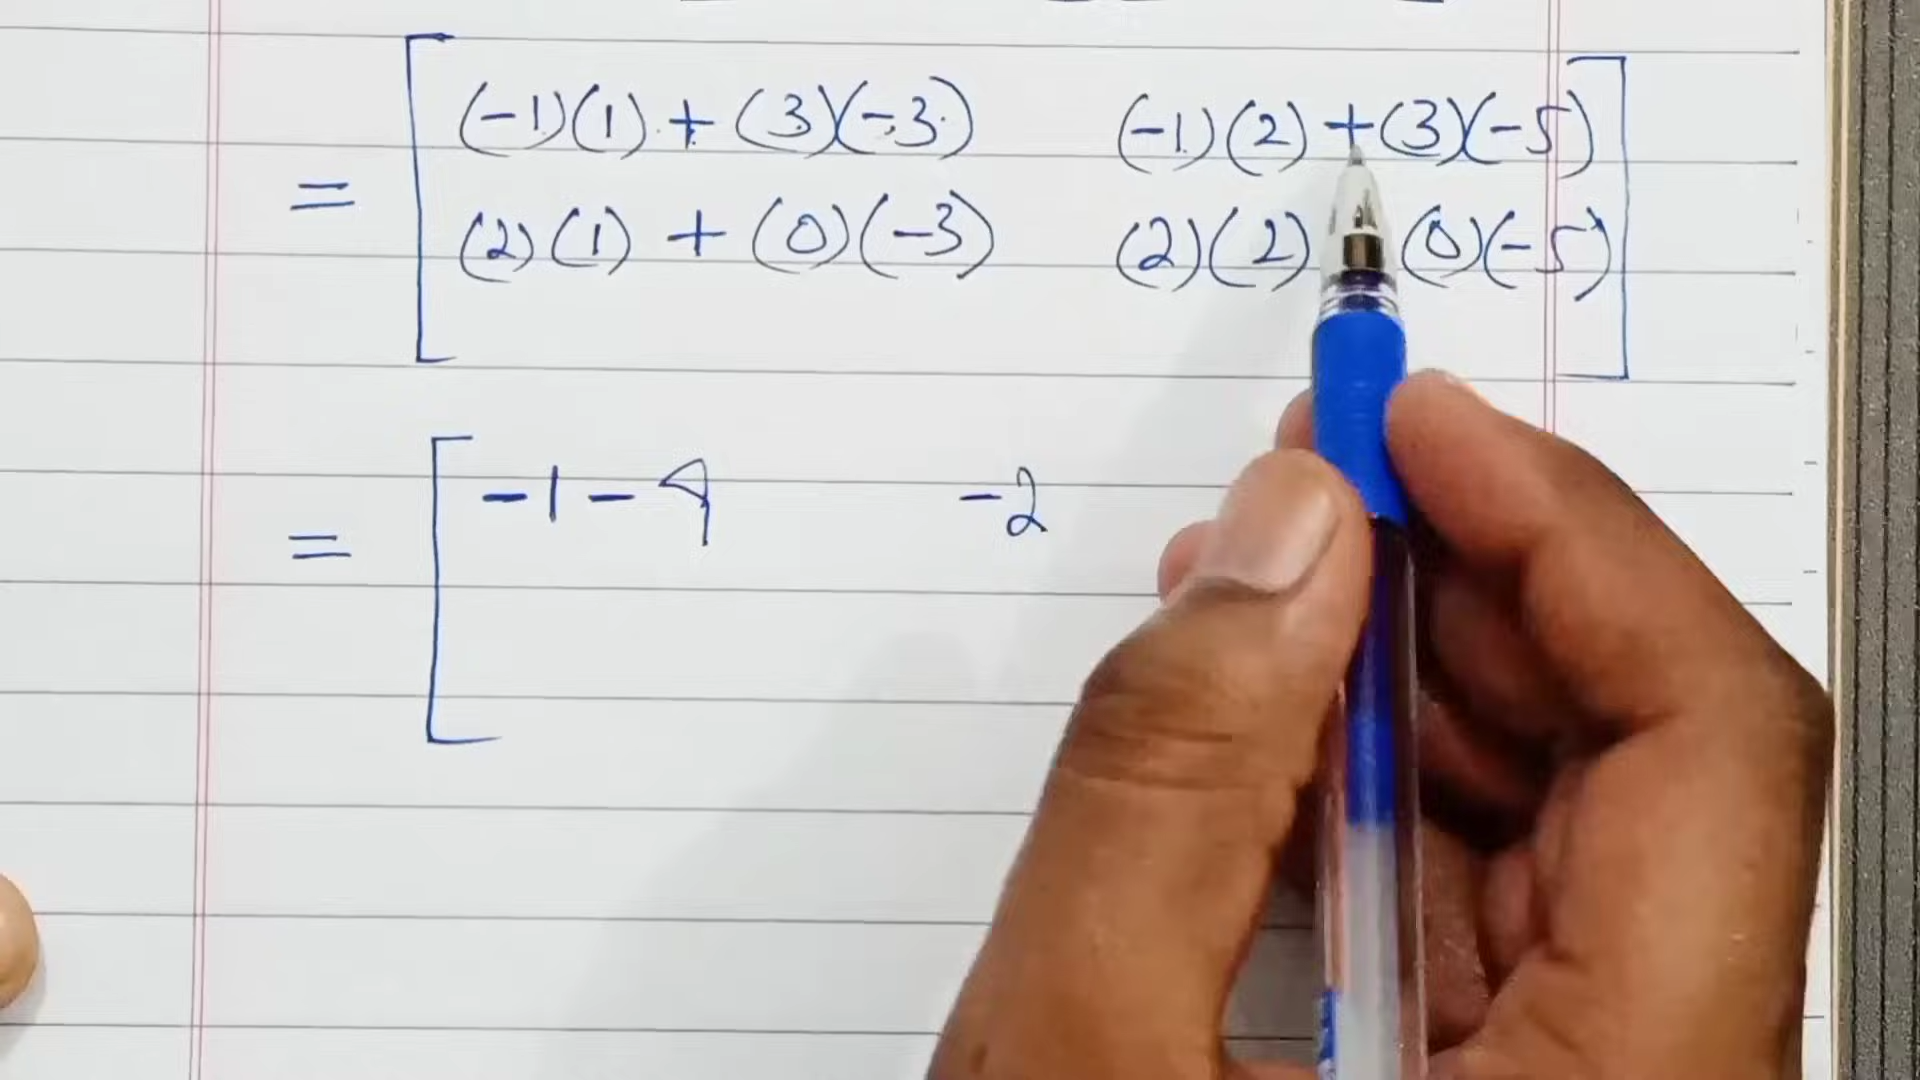 (-1)(1) + (3)(-3) (-1)(2) + (3)(-5)
=
(2)(1) + (0)(-3) (2)(2) (0)(-5)
= -1 - 9 -2